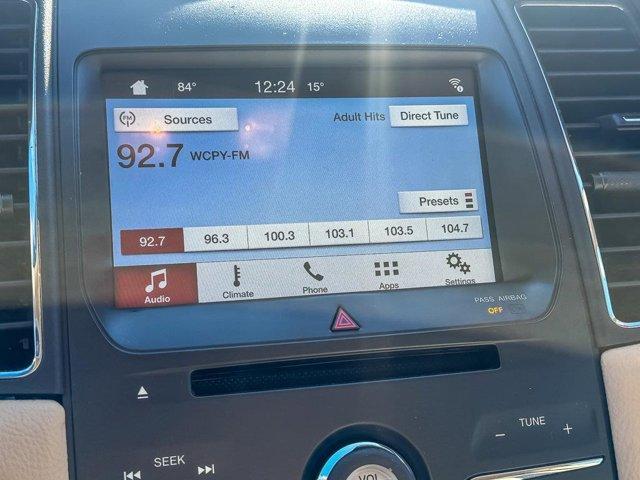 84° 12:24 15°
FM Sources Adult Hits Direct Tune
92.7 WCPY-FM
Presets
92.7 96.3 100.3 103.1 103.5 104.7
Audio Climate Phone Apps Settings
PASS AIRBAG
OFF
SEEK
- TUNE +
VOL